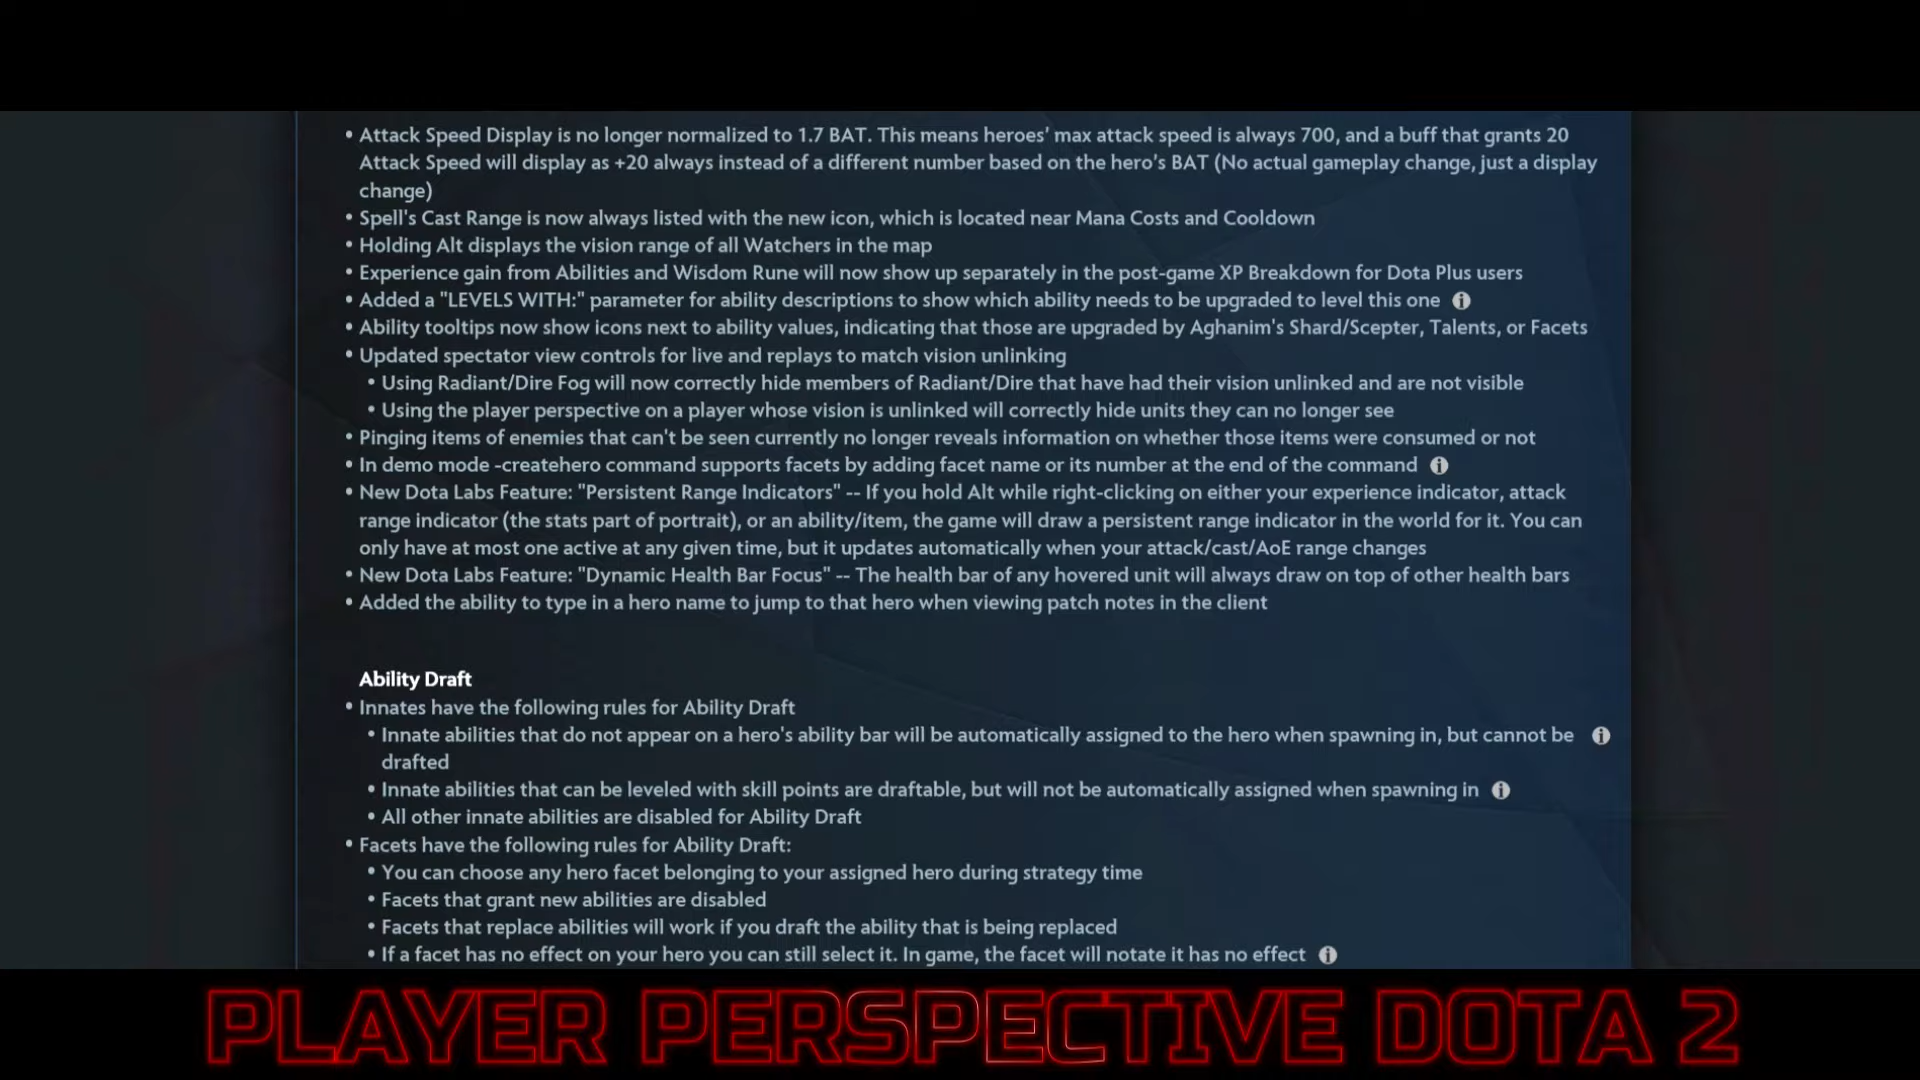 • Attack Speed Display is no longer normalized to 1.7 BAT. This means heroes' max attack speed is always 700, and a buff that grants 20
Attack Speed will display as +20 always instead of a different number based on the hero's BAT (No actual gameplay change, just a display
change)
• Spell's Cast Range is now always listed with the new icon, which is located near Mana Costs and Cooldown
• Holding Alt displays the vision range of all Watchers in the map
• Experience gain from Abilities and Wisdom Rune will now show up separately in the post-game XP Breakdown for Dota Plus users
• Added a "LEVELS WITH:" parameter for ability descriptions to show which ability needs to be upgraded to level this one
• Ability tooltips now show icons next to ability values, indicating that those are upgraded by Aghanim's Shard/Scepter, Talents, or Facets
• Updated spectator view controls for live and replays to match vision unlinking
• Using Radiant/Dire Fog will now correctly hide members of Radiant/Dire that have had their vision unlinked and are not visible
• Using the player perspective on a player whose vision is unlinked will correctly hide units they can no longer see
• Pinging items of enemies that can't be seen currently no longer reveals information on whether those items were consumed or not
• In demo mode -createhero command supports facets by adding facet name or its number at the end of the command
• New Dota Labs Feature: "Persistent Range Indicators" -- If you hold Alt while right-clicking on either your experience indicator, attack
range indicator (the stats part of portrait), or an ability/item, the game will draw a persistent range indicator in the world for it. You can
only have at most one active at any given time, but it updates automatically when your attack/cast/AoE range changes
• New Dota Labs Feature: "Dynamic Health Bar Focus" -- The health bar of any hovered unit will always draw on top of other health bars
• Added the ability to type in a hero name to jump to that hero when viewing patch notes in the client
Ability Draft
• Innates have the following rules for Ability Draft
• Innate abilities that do not appear on a hero's ability bar will be automatically assigned to the hero when spawning in, but cannot be
drafted
• Innate abilities that can be leveled with skill points are draftable, but will not be automatically assigned when spawning in
• All other innate abilities are disabled for Ability Draft
• Facets have the following rules for Ability Draft:
• You can choose any hero facet belonging to your assigned hero during strategy time
• Facets that grant new abilities are disabled
• Facets that replace abilities will work if you draft the ability that is being replaced
• If a facet has no effect on your hero you can still select it. In game, the facet will notate it has no effect
PLAYER PERSPECTIVE DOTA 2